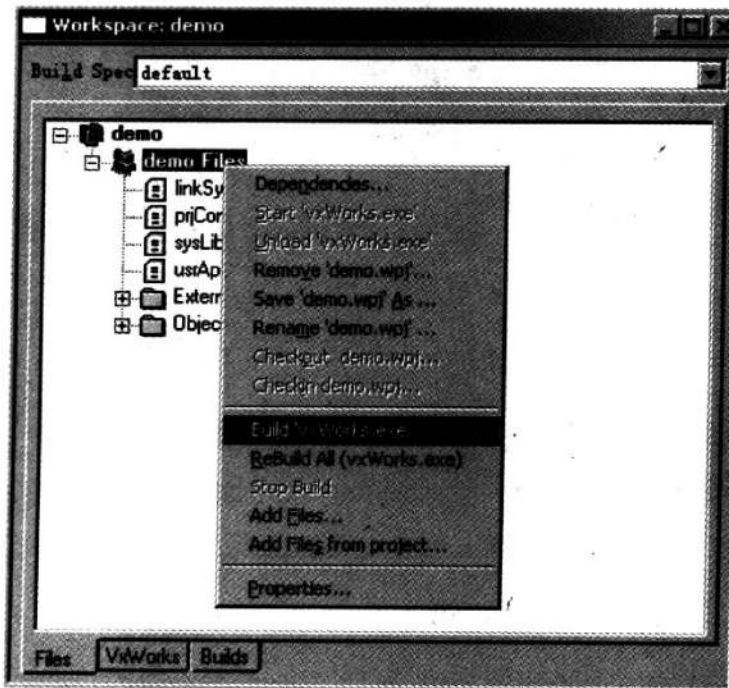 Workspace: demo
Build Spec default
demo
demo Files
linkSy
prjCor
sysLib
usrAp
Extern
Objec
Dependencies...
Start 'vxWorks.exe'
Unload 'vxWorks.exe'
Remove 'demo.wpj'...
Save 'demo.wpj' As ...
Rename 'demo.wpj' ...
Checkout demo.wpj...
Checkin demo.wpj...
Build 'vxWorks.exe'
ReBuild All (vxWorks.exe)
Stop Build
Add Files...
Add Files from project...
Properties...
Files VxWorks Builds